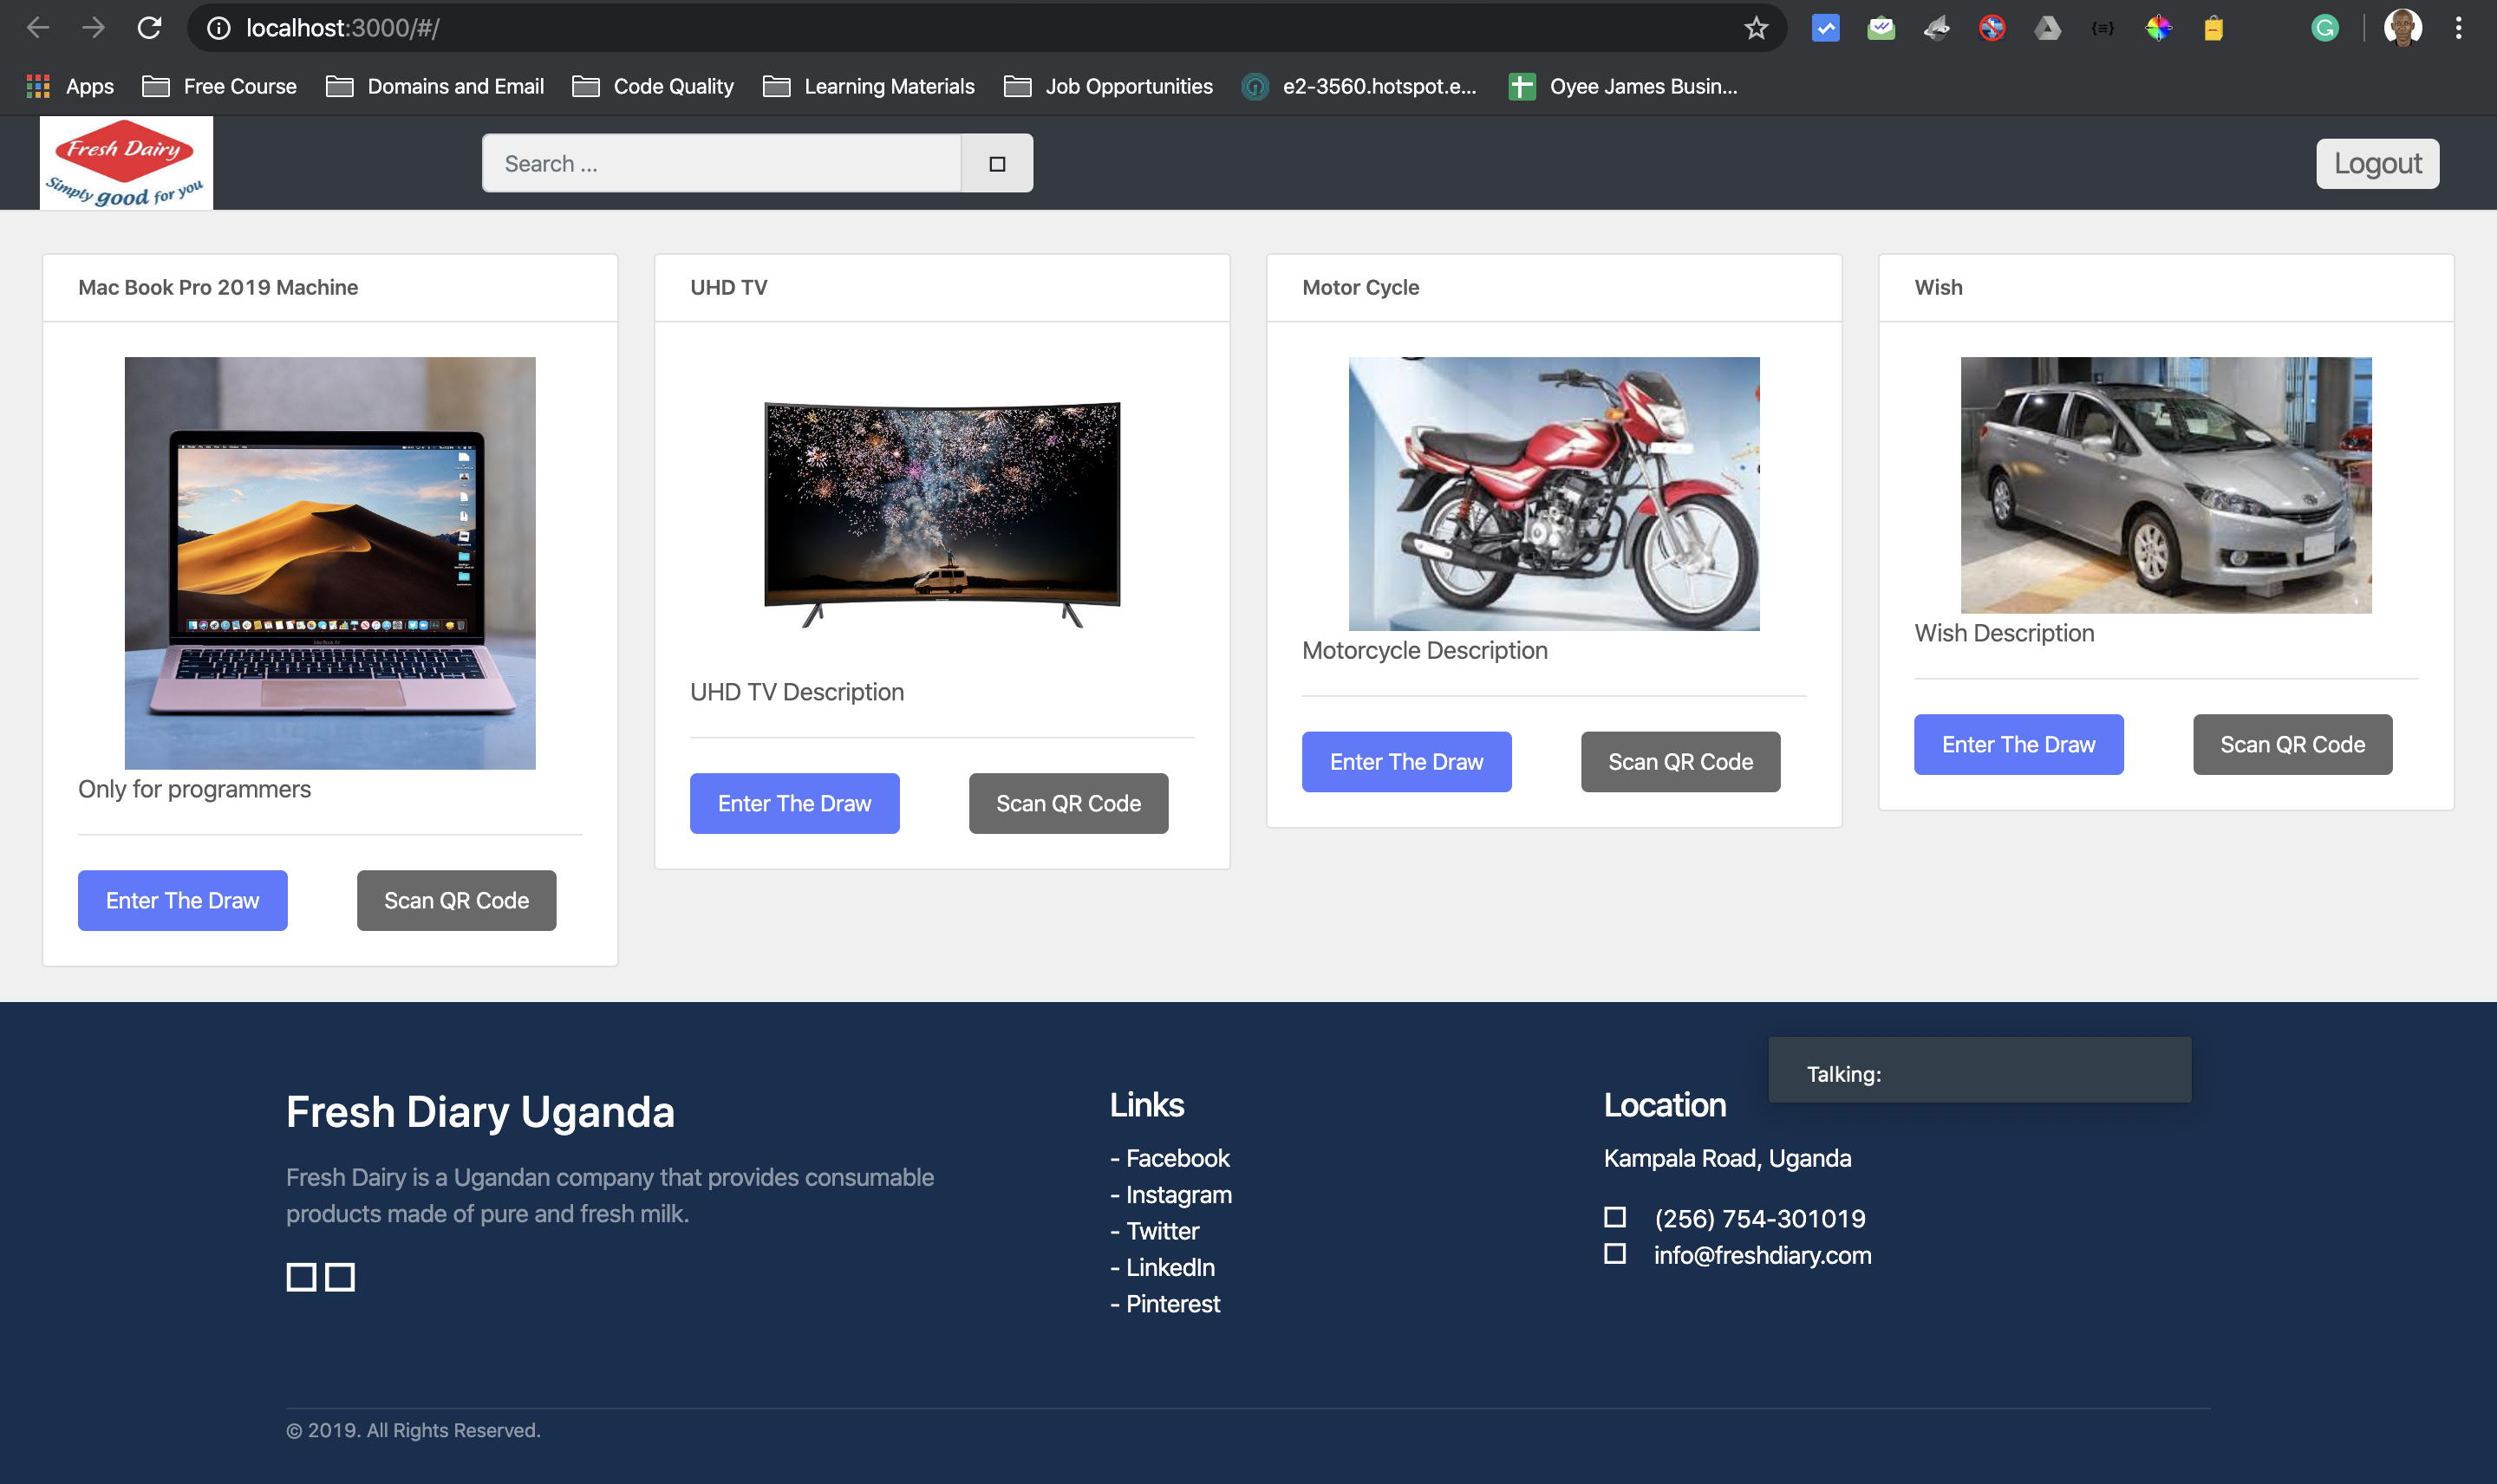 localhost:3000/#/
Apps
Free Course
Domains and Email
Code Quality
Learning Materials
Job Opportunities
e2-3560.hotspot.e...
Oyee James Busin...
Fresh Dairy
Simply good for you
Search ...
Logout
Mac Book Pro 2019 Machine
Only for programmers
Enter The Draw
Scan QR Code
UHD TV
UHD TV Description
Enter The Draw
Scan QR Code
Motor Cycle
Motorcycle Description
Enter The Draw
Scan QR Code
Wish
Wish Description
Enter The Draw
Scan QR Code
Fresh Diary Uganda
Fresh Dairy is a Ugandan company that provides consumable
products made of pure and fresh milk.
Links
- Facebook
- Instagram
- Twitter
- LinkedIn
- Pinterest
Talking:
Location
Kampala Road, Uganda
(256) 754-301019
info@freshdiary.com
© 2019. All Rights Reserved.